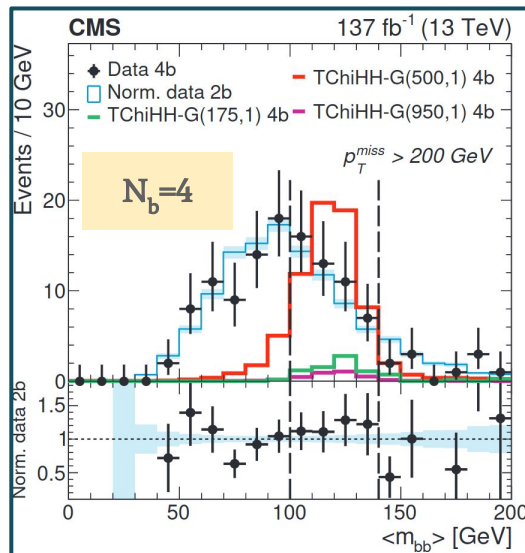 CMS 137 fb⁻¹ (13 TeV)
Events / 10 GeV
30
20
10
0
Data 4b
Norm. data 2b
TChiHH-G(500,1) 4b
TChiHH-G(175,1) 4b
TChiHH-G(950,1) 4b
p_T^miss > 200 GeV
N_b=4
Norm. data 2b
1.5
1
0.5
0 50 100 150 200
<m_bb> [GeV]